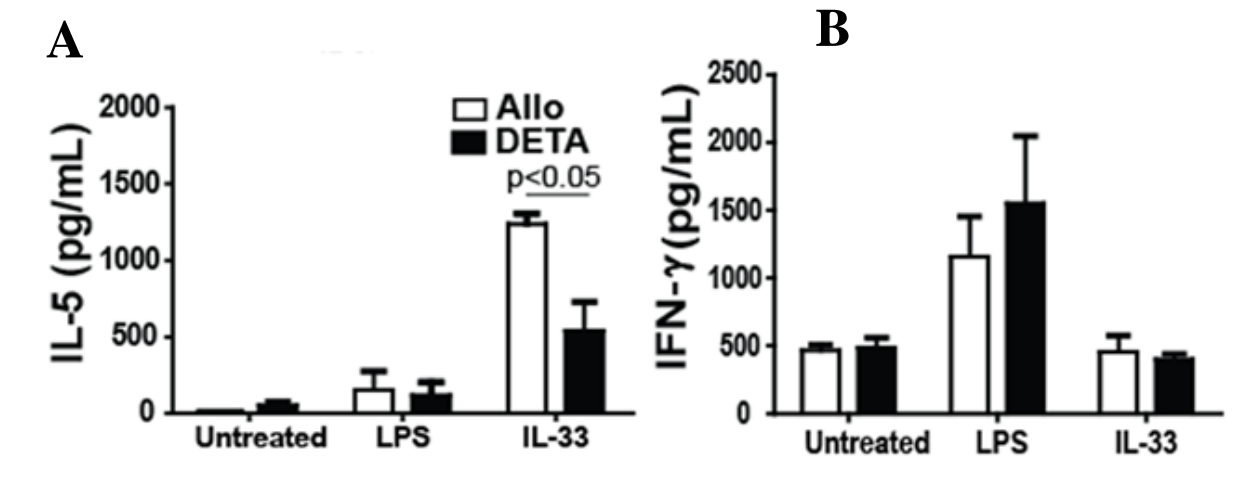 A
IL-5 (pg/mL)
2000
1500
1000
500
0
Allo
DETA
p<0.05
Untreated
LPS
IL-33
B
IFN-γ (pg/mL)
2500
2000
1500
1000
500
0
Untreated
LPS
IL-33